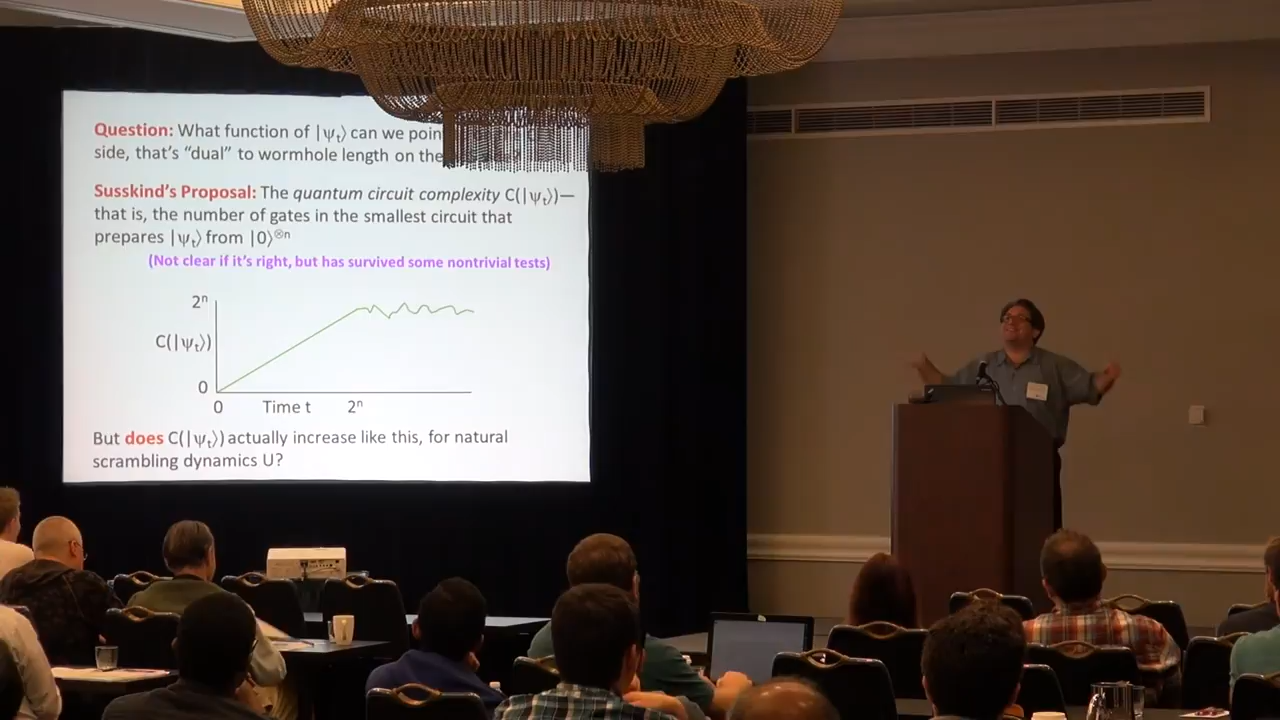 Question: What function of |ψt⟩ can we poin
side, that's “dual” to wormhole length on the
Susskind's Proposal: The quantum circuit complexity C(|ψt⟩)—
that is, the number of gates in the smallest circuit that
prepares |ψt⟩ from |0⟩⊗n
(Not clear if it's right, but has survived some nontrivial tests)
2n
C(|ψt⟩)
0
0 Time t 2n
But does C(|ψt⟩) actually increase like this, for natural
scrambling dynamics U?